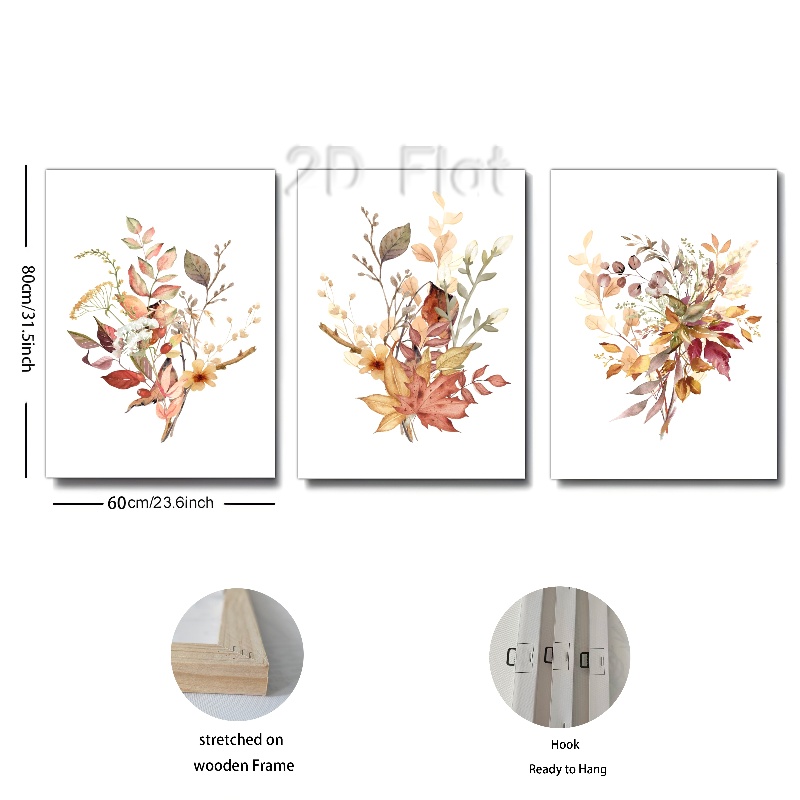 2D Flat
80cm/31.5inch
60cm/23.6inch
stretched on
wooden Frame
Hook
Ready to Hang